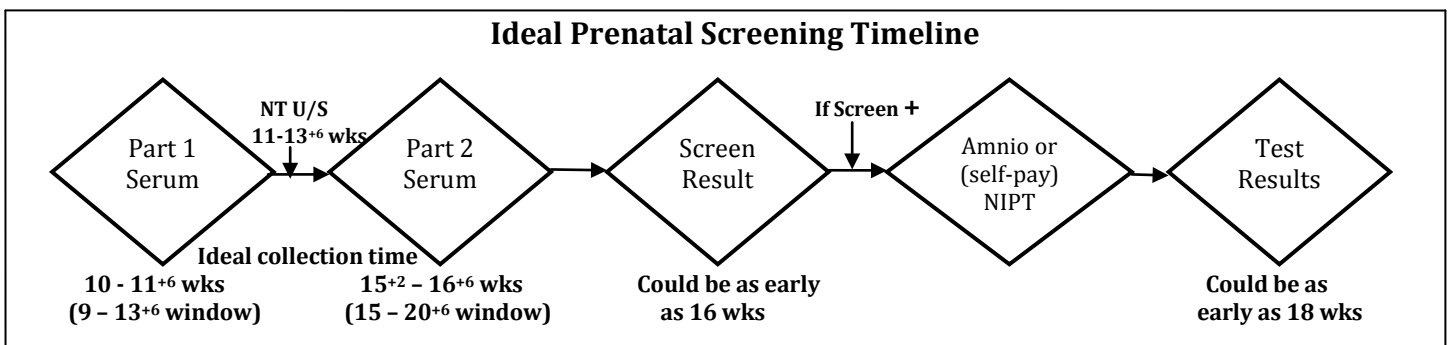 Ideal Prenatal Screening Timeline
NT U/S
11-13⁺⁶ wks
If Screen +
Part 1
Serum
Part 2
Serum
Screen
Result
Amnio or
(self-pay)
NIPT
Test
Results
Ideal collection time
10 - 11⁺⁶ wks
(9 – 13⁺⁶ window)
15⁺² – 16⁺⁶ wks
(15 – 20⁺⁶ window)
Could be as early
as 16 wks
Could be as
early as 18 wks